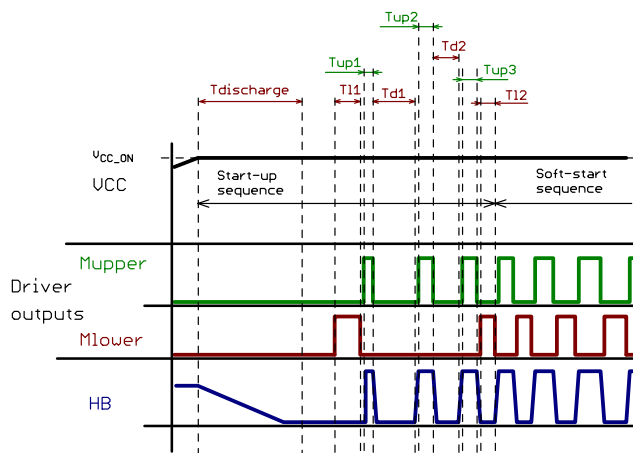 Tup2
Td2
Tup1
Tup3
Tdischarge
Tl1
Td1
Tl2
VCC_ON
VCC
Start-up
sequence
Soft-start
sequence
Mupper
Driver
outputs
Mlower
HB